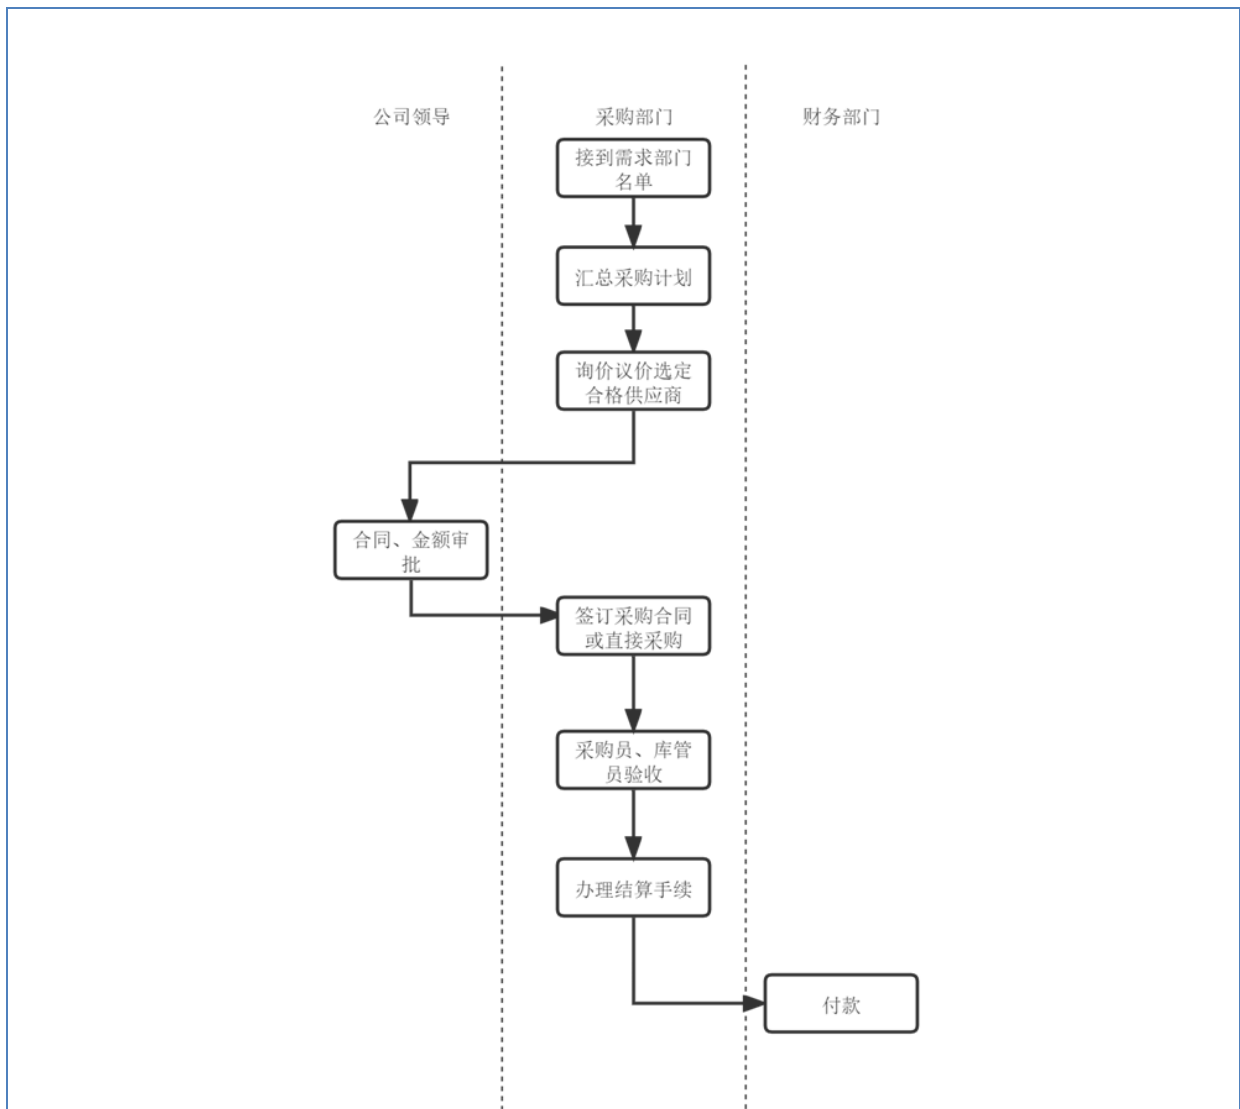 公司领导
采购部门
财务部门
接到需求部门
名单
汇总采购计划
询价议价选定
合格供应商
合同、金额审
批
签订采购合同
或直接采购
采购员、库管
员验收
办理结算手续
付款